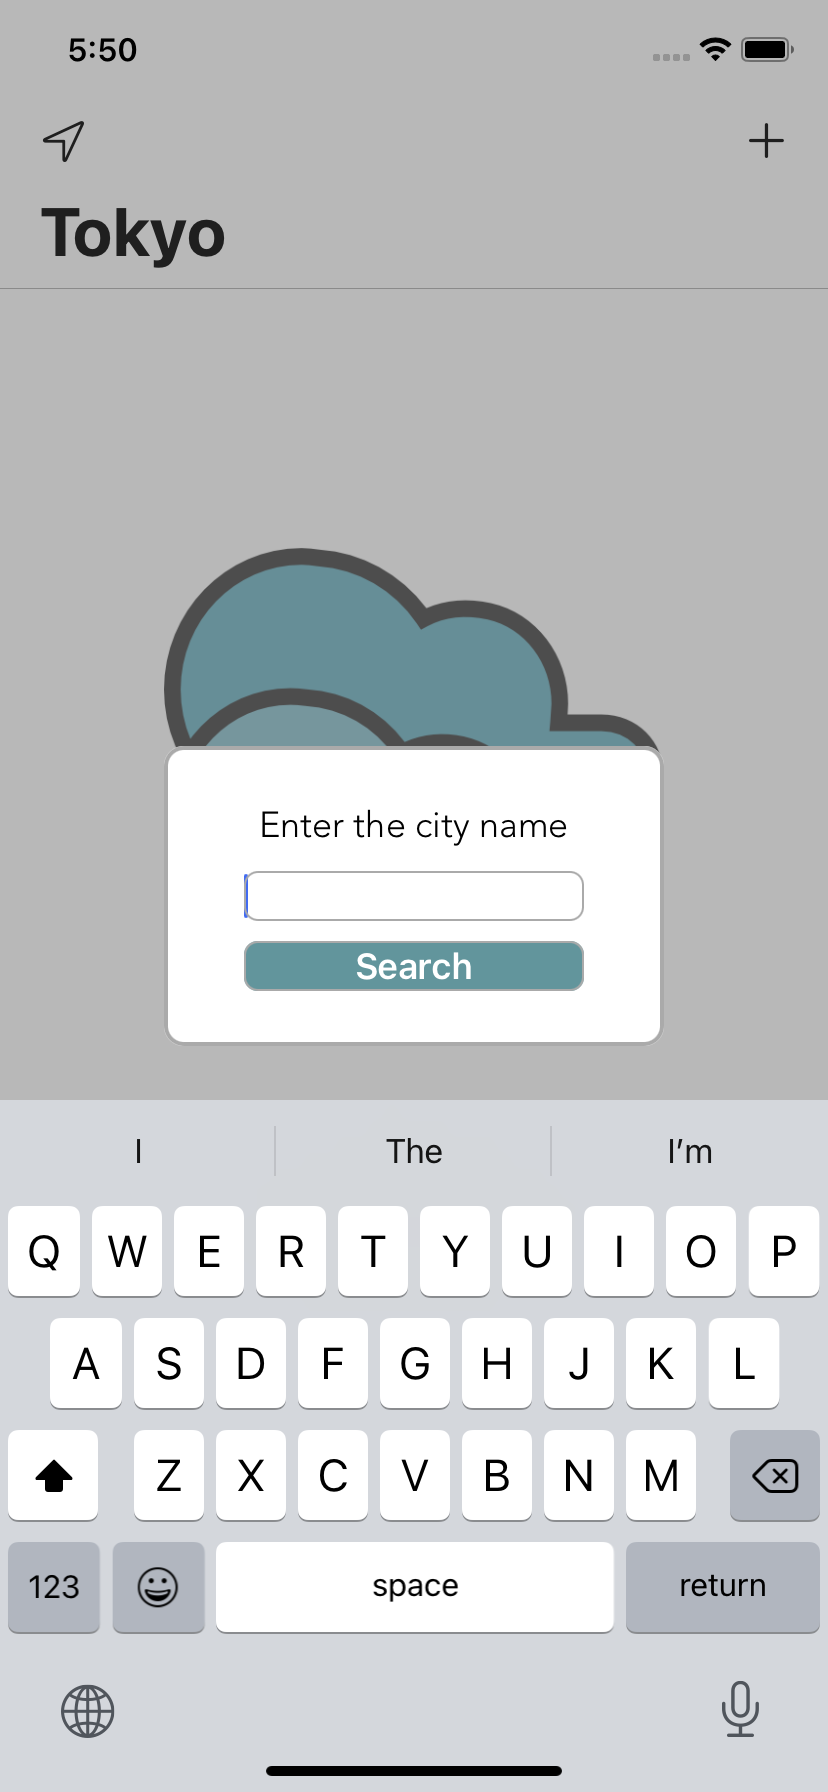 5:50
Tokyo
Enter the city name
Search
I The I'm
Q W E R T Y U I O P
A S D F G H J K L
Z X C V B N M
123 space return